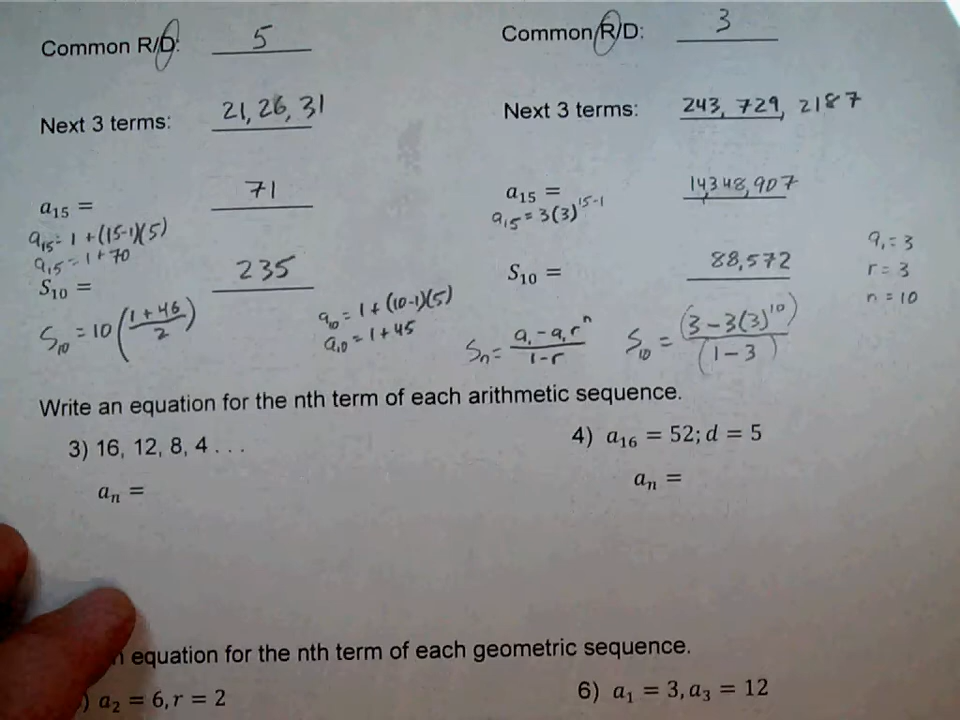 Common R/D: 5
Next 3 terms: 21, 26, 31
a₁₅ = 71
a₁₅ = 1 + (15-1)(5)
a₁₅ = 1 + 70
S₁₀ = 235
S₁₀ = 10 ((1 + 46)/2)
a₁₀ = 1 + (10-1)(5)
a₁₀ = 1 + 45
Common R/D: 3
Next 3 terms: 243, 729, 2187
a₁₅ = 14,348,907
a₁₅ = 3(3)¹⁵⁻¹
S₁₀ = 88,572
a₁ = 3
r = 3
n = 10
Sₙ = (a₁ - a₁rⁿ)/(1 - r)
S₁₀ = (3 - 3(3)¹⁰)/(1 - 3)
Write an equation for the nth term of each arithmetic sequence.
3) 16, 12, 8, 4 . . .
aₙ =
4) a₁₆ = 52; d = 5
aₙ =
equation for the nth term of each geometric sequence.
) a₂ = 6, r = 2
6) a₁ = 3, a₃ = 12